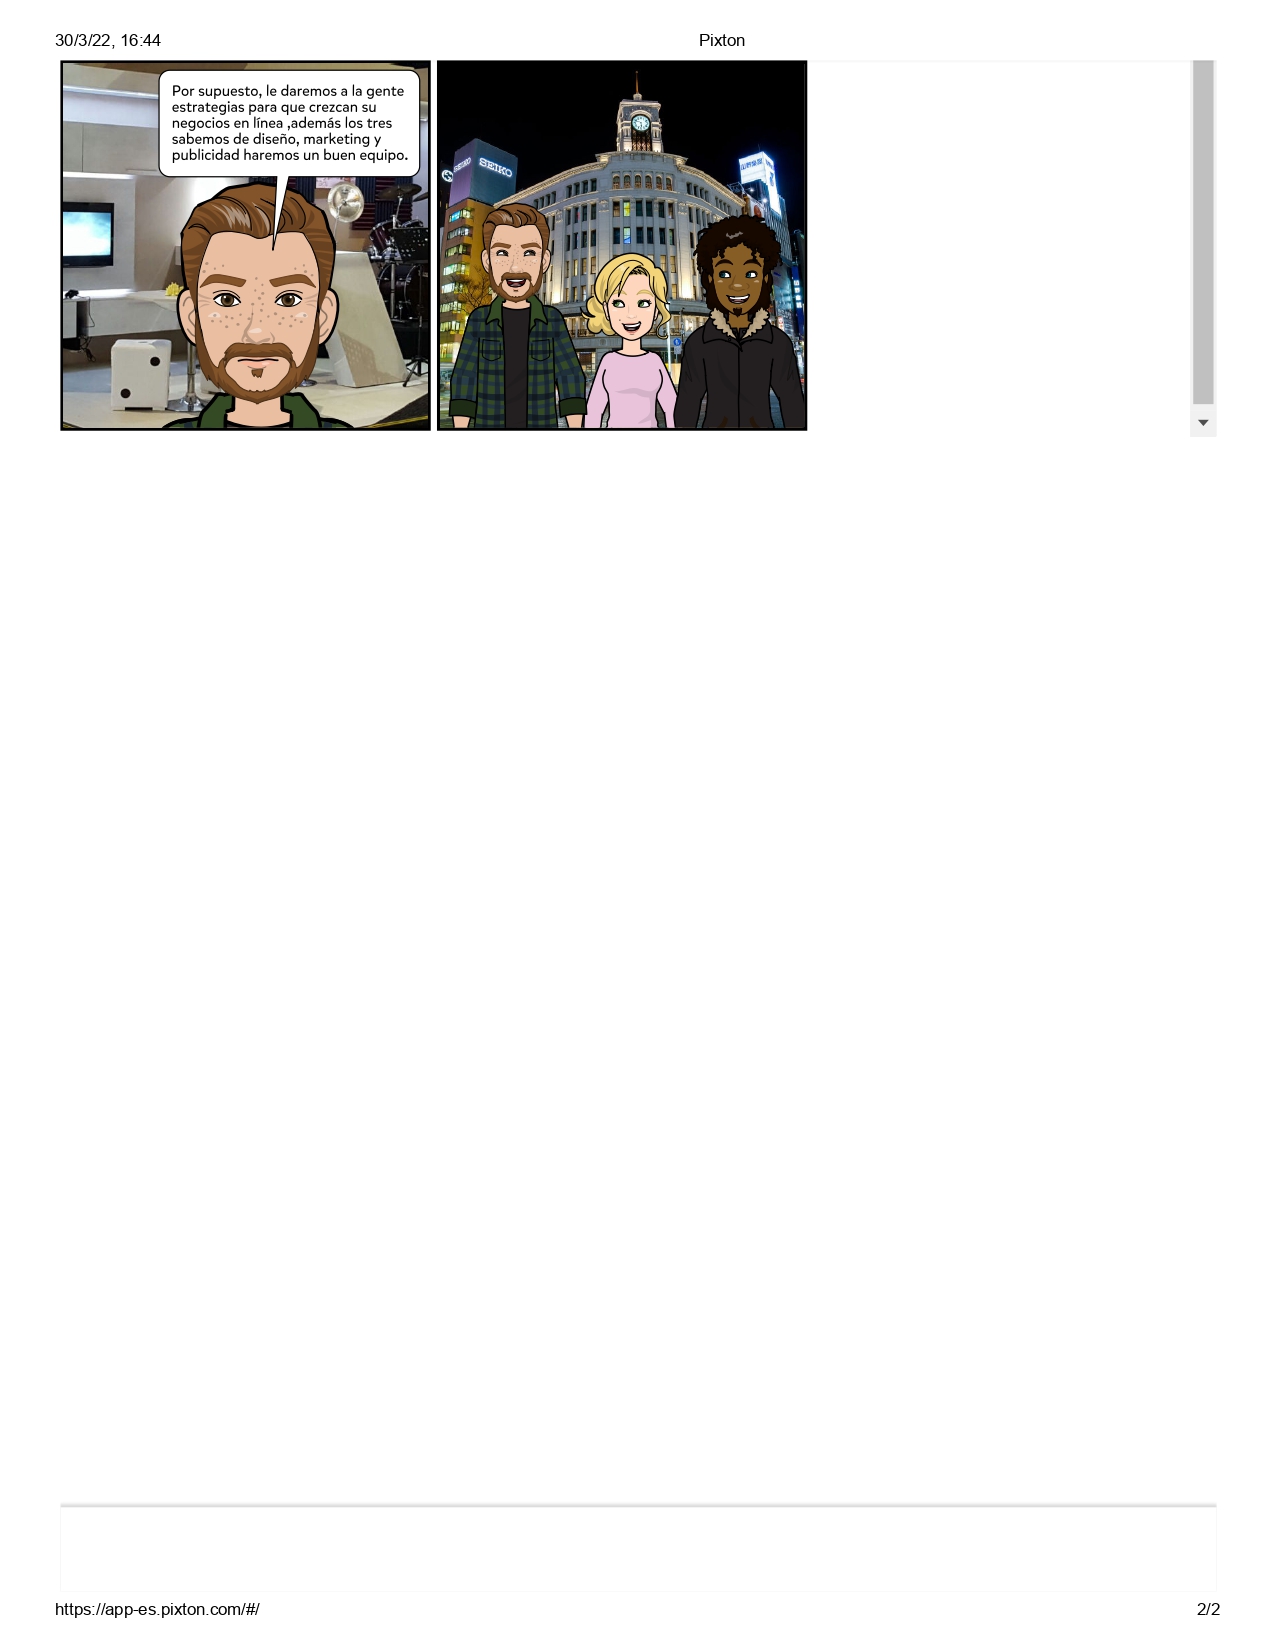 30/3/22, 16:44
Pixton
Por supuesto, le daremos a la gente
estrategias para que crezcan su
negocios en línea ,además los tres
sabemos de diseño, marketing y
publicidad haremos un buen equipo.
SEIKO
SEIKO
https://app-es.pixton.com/#/
2/2